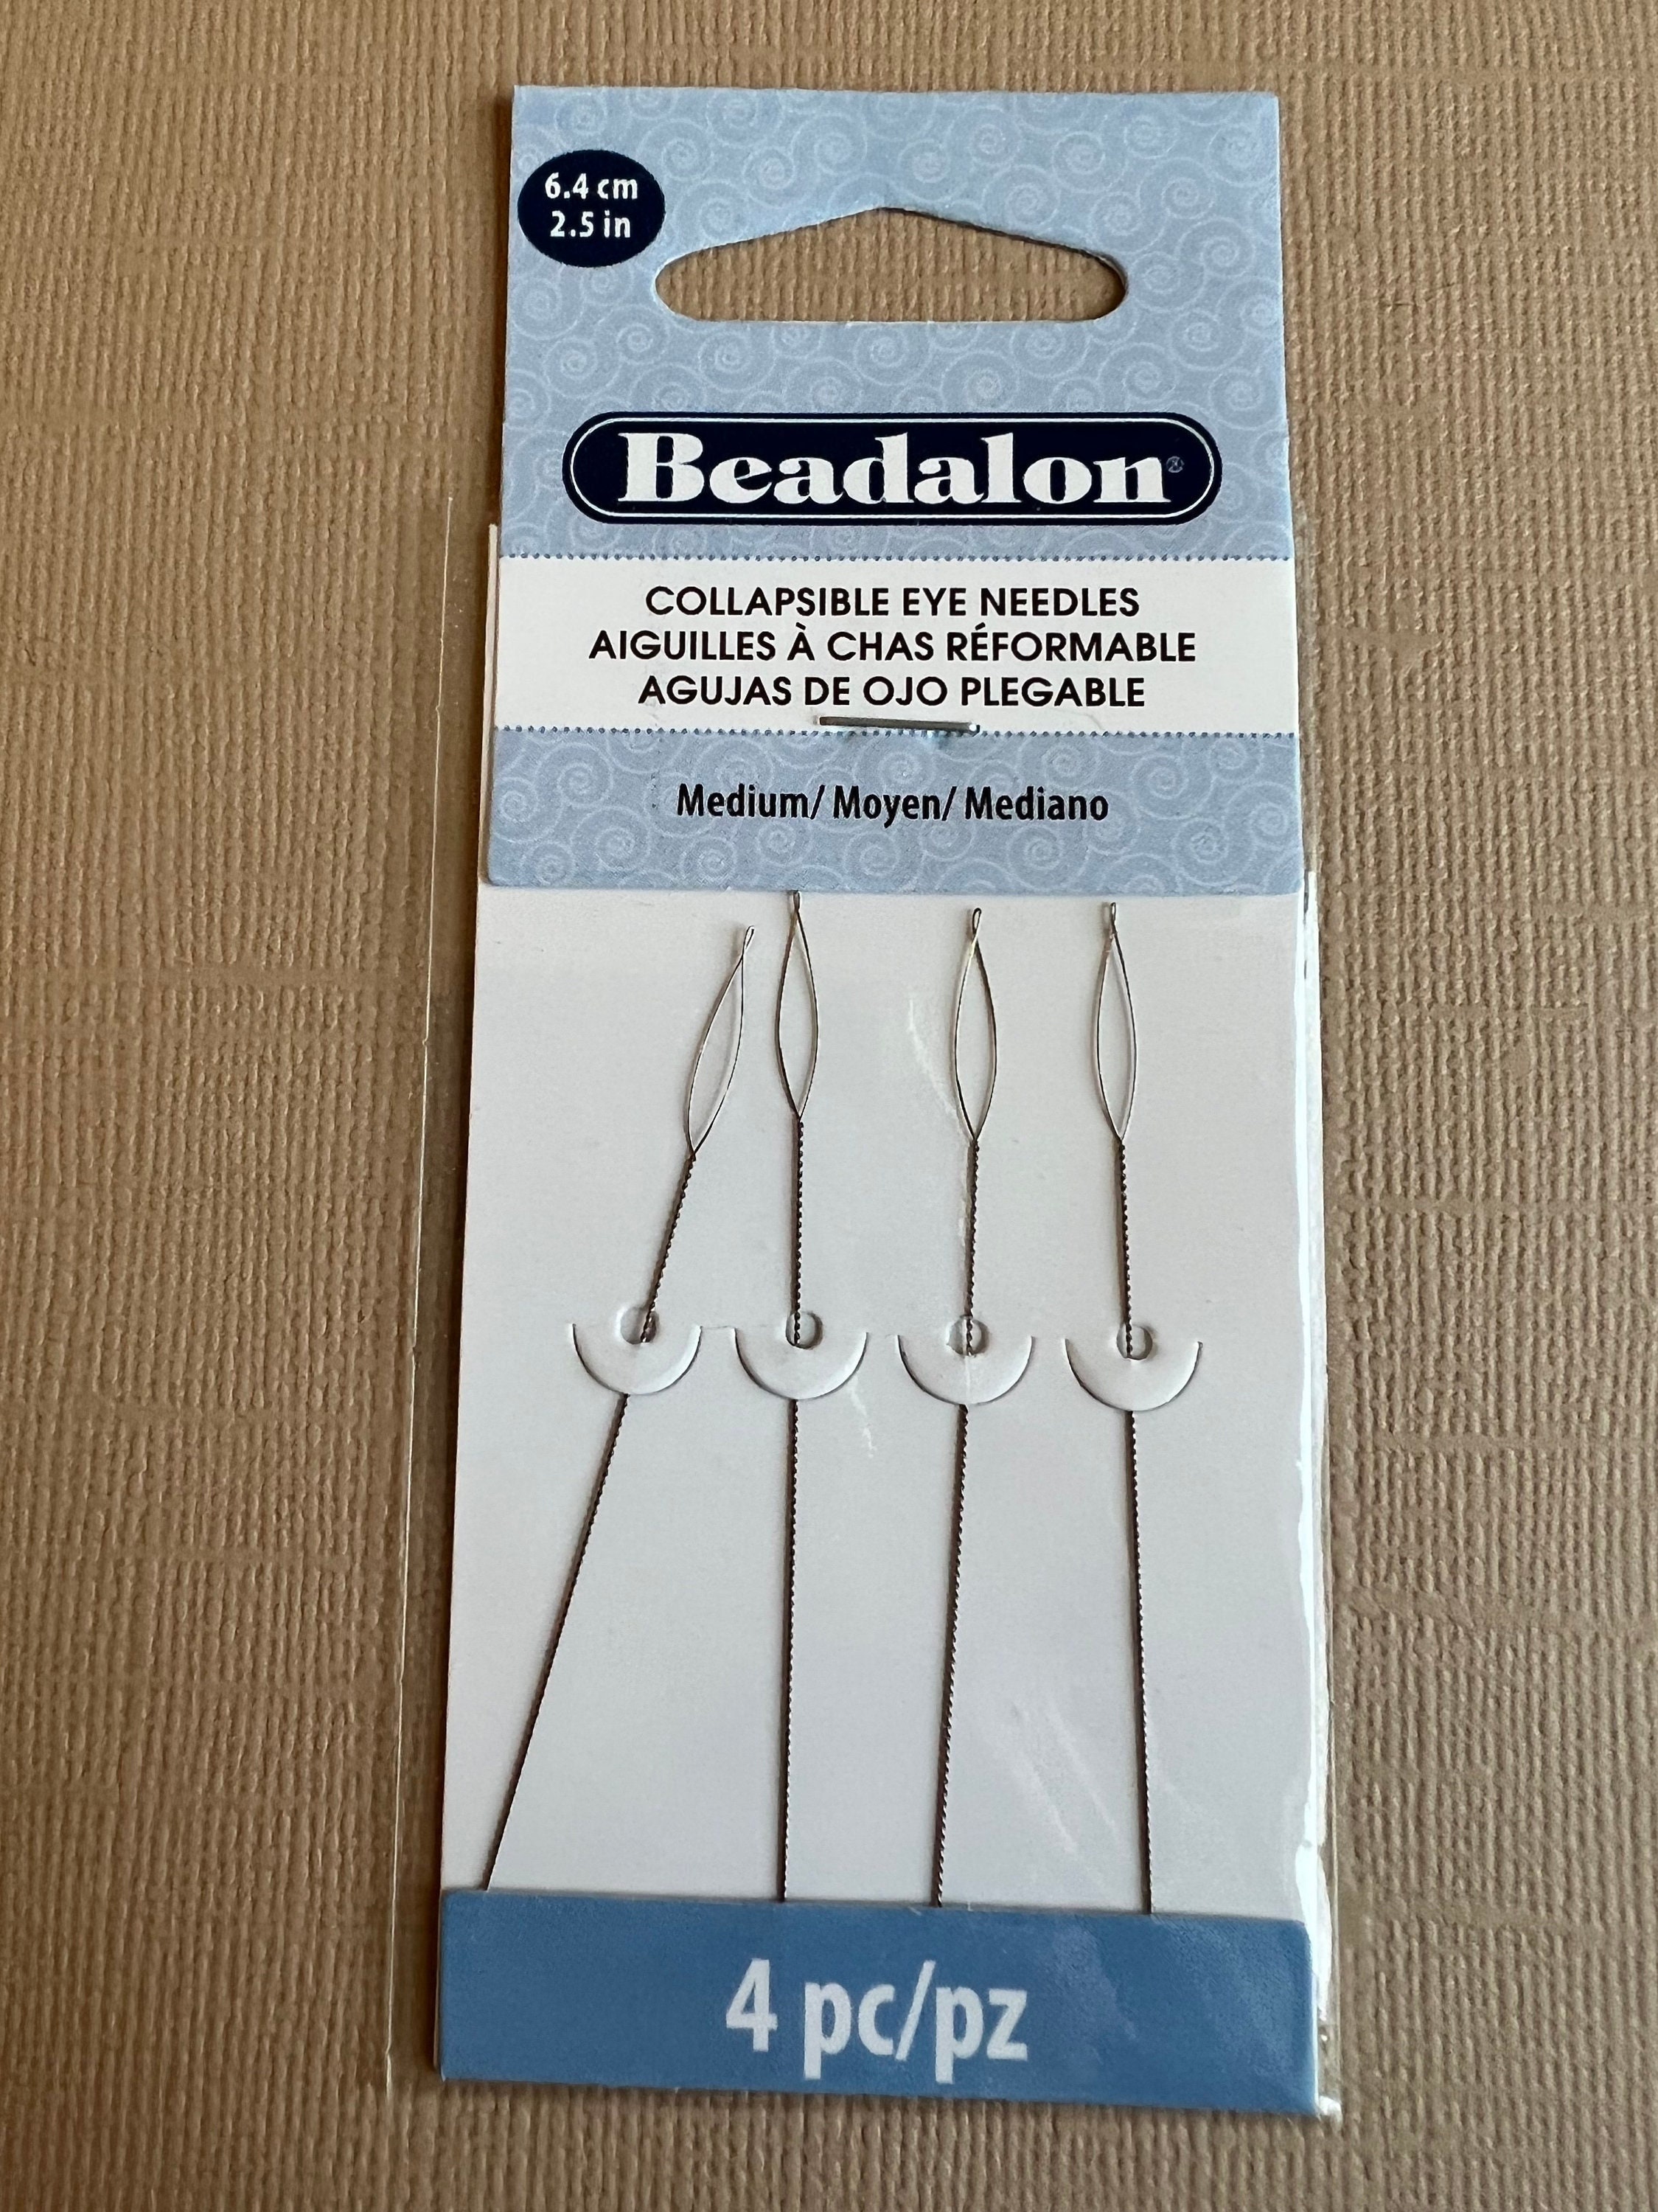 6.4 cm
2.5 in
Beadalon®
COLLAPSIBLE EYE NEEDLES
AIGUILLES À CHAS RÉFORMABLE
AGUJAS DE OJO PLEGABLE
Medium/ Moyen/ Mediano
4 pc/pz